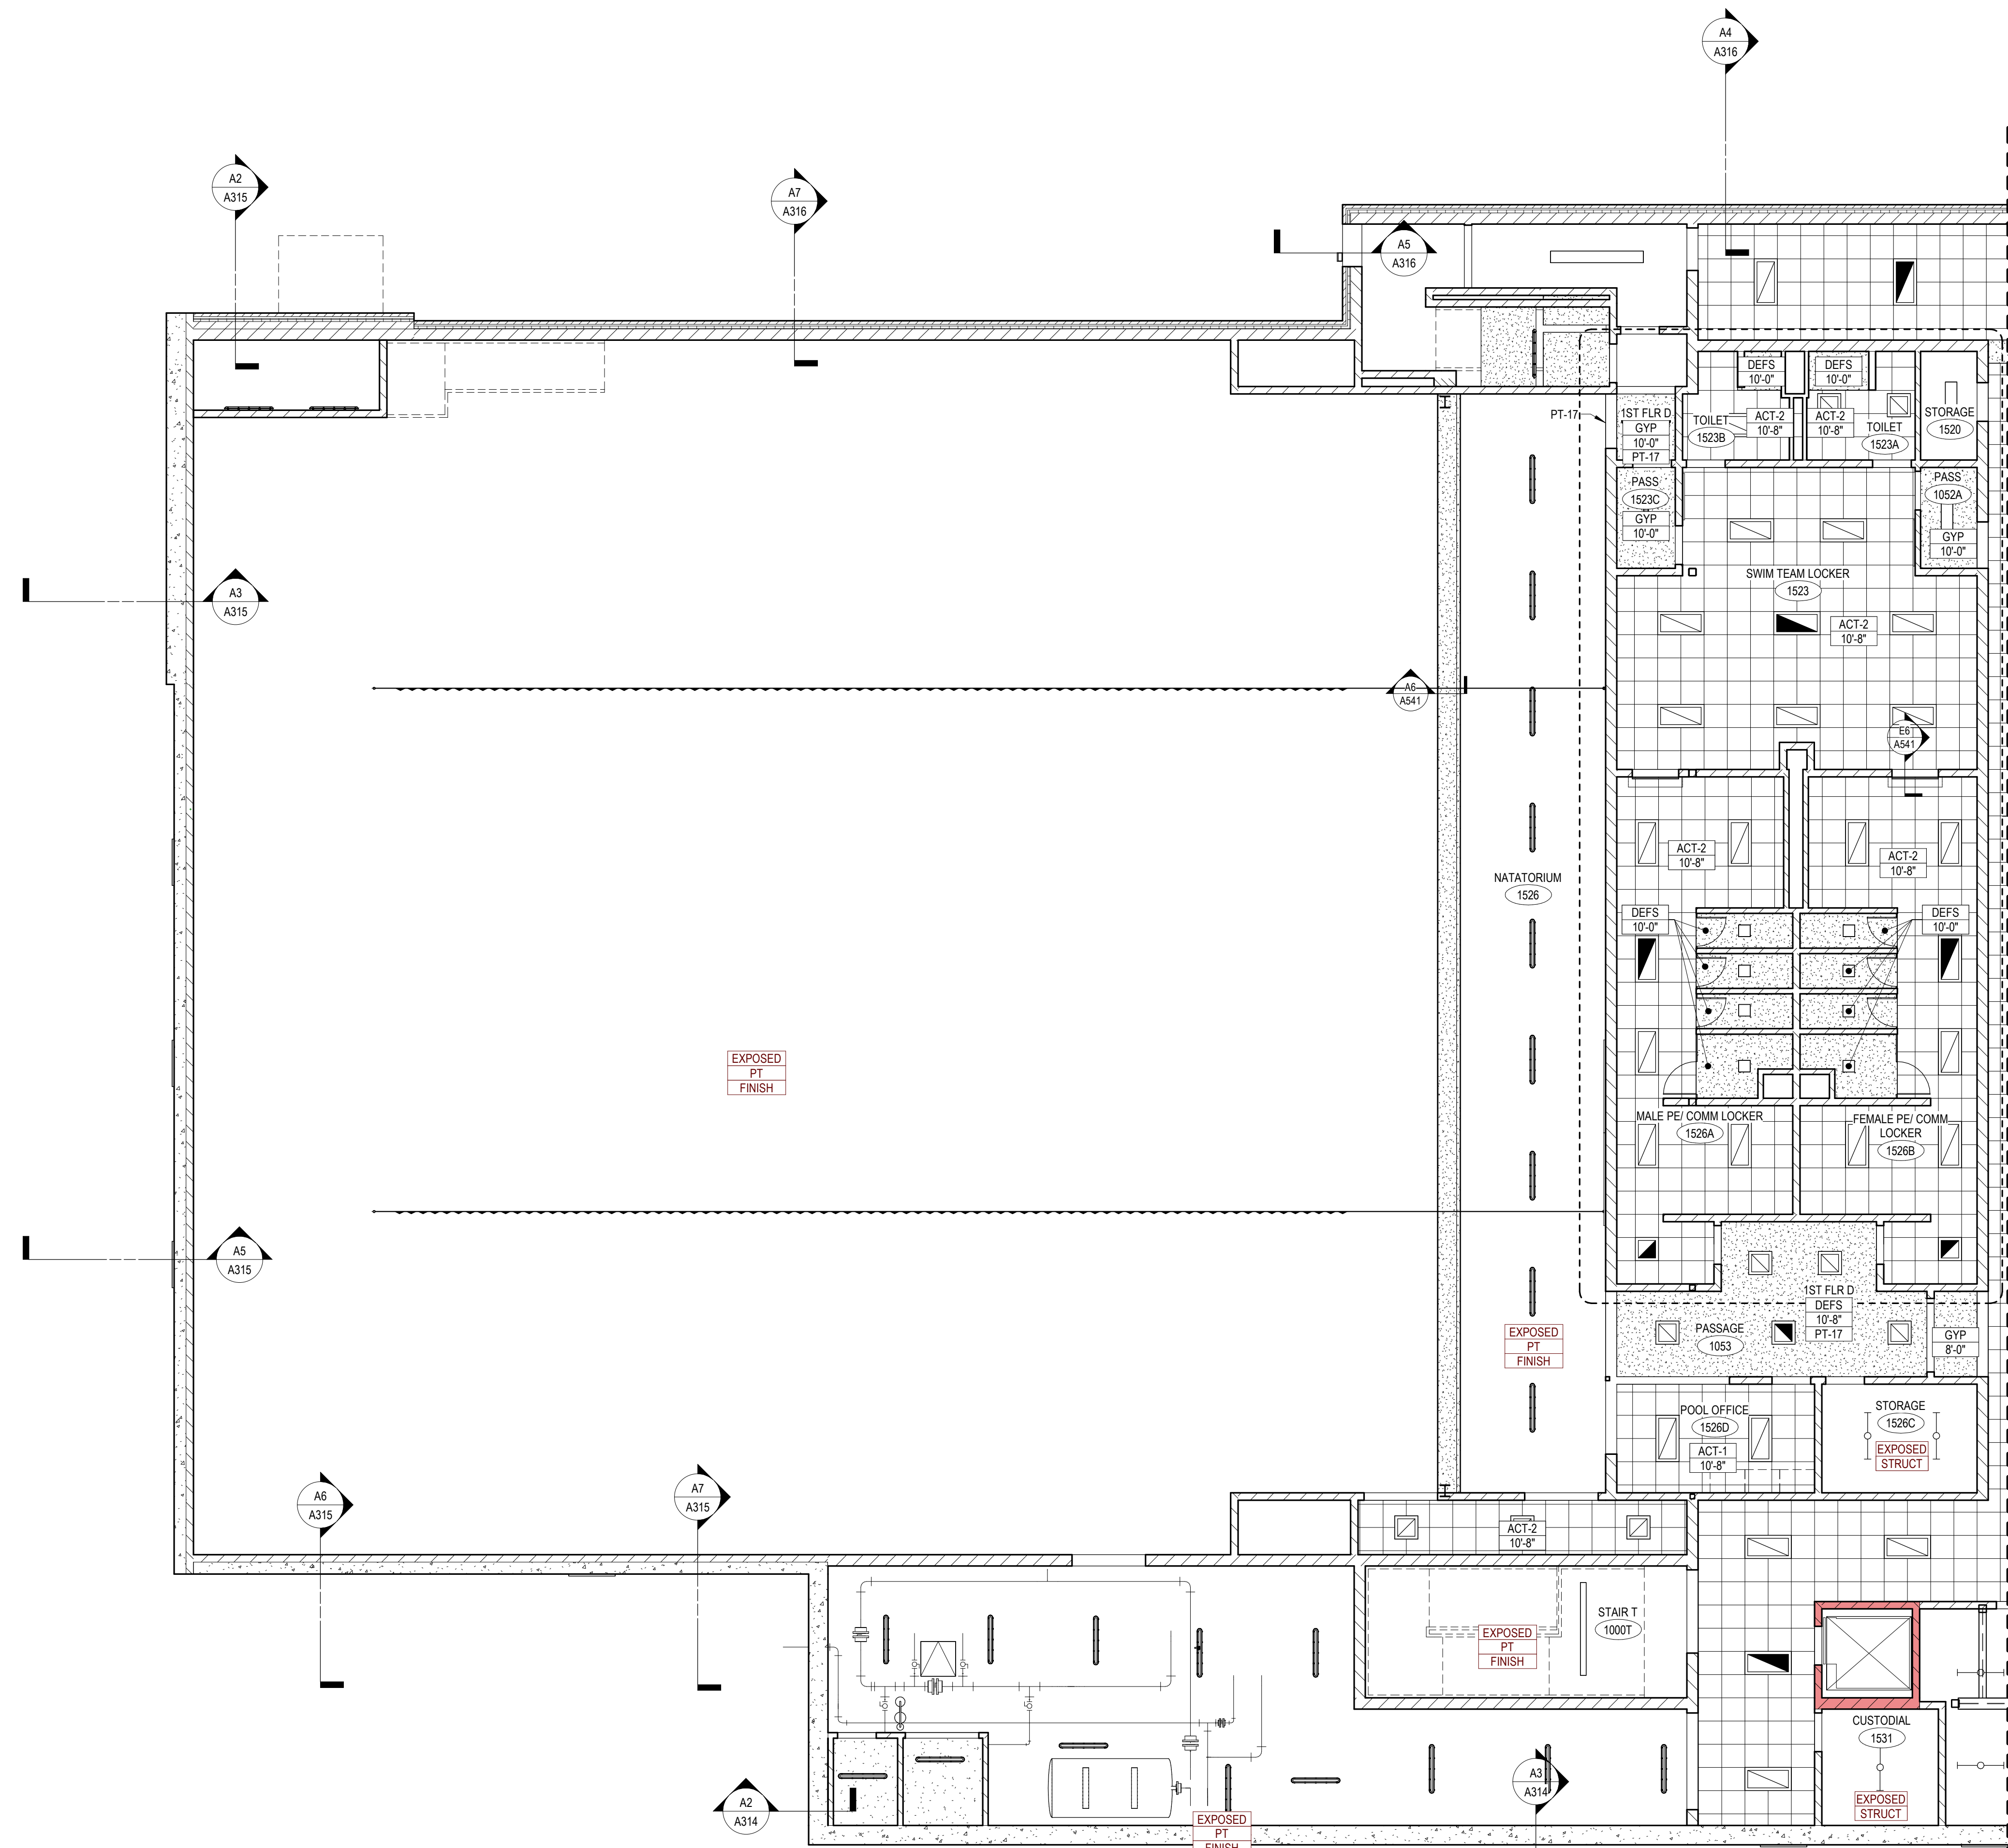 A4
A316
A2
A315
A7
A316
A5
A316
DEFS
10'-0"
DEFS
10'-0"
PT-17
1ST FLR D
GYP
10'-0"
PT-17
TOILET
1523B
ACT-2
10'-8"
ACT-2
10'-8"
TOILET
1523A
STORAGE
1520
PASS
1523C
GYP
10'-0"
PASS
1052A
GYP
10'-0"
A3
A315
SWIM TEAM LOCKER
1523
ACT-2
10'-8"
A6
A541
E6
A541
ACT-2
10'-8"
ACT-2
10'-8"
NATATORIUM
1526
DEFS
10'-0"
DEFS
10'-0"
EXPOSED
PT
FINISH
MALE PE/ COMM LOCKER
1526A
FEMALE PE/ COMM
LOCKER
1526B
A5
A315
1ST FLR D
DEFS
10'-8"
PT-17
PASSAGE
1053
GYP
8'-0"
EXPOSED
PT
FINISH
POOL OFFICE
1526D
ACT-1
10'-8"
STORAGE
1526C
EXPOSED
STRUCT
A6
A315
A7
A315
ACT-2
10'-8"
STAIR T
1000T
EXPOSED
PT
FINISH
CUSTODIAL
1531
EXPOSED
STRUCT
A2
A314
A3
A314
EXPOSED
PT
FINISH